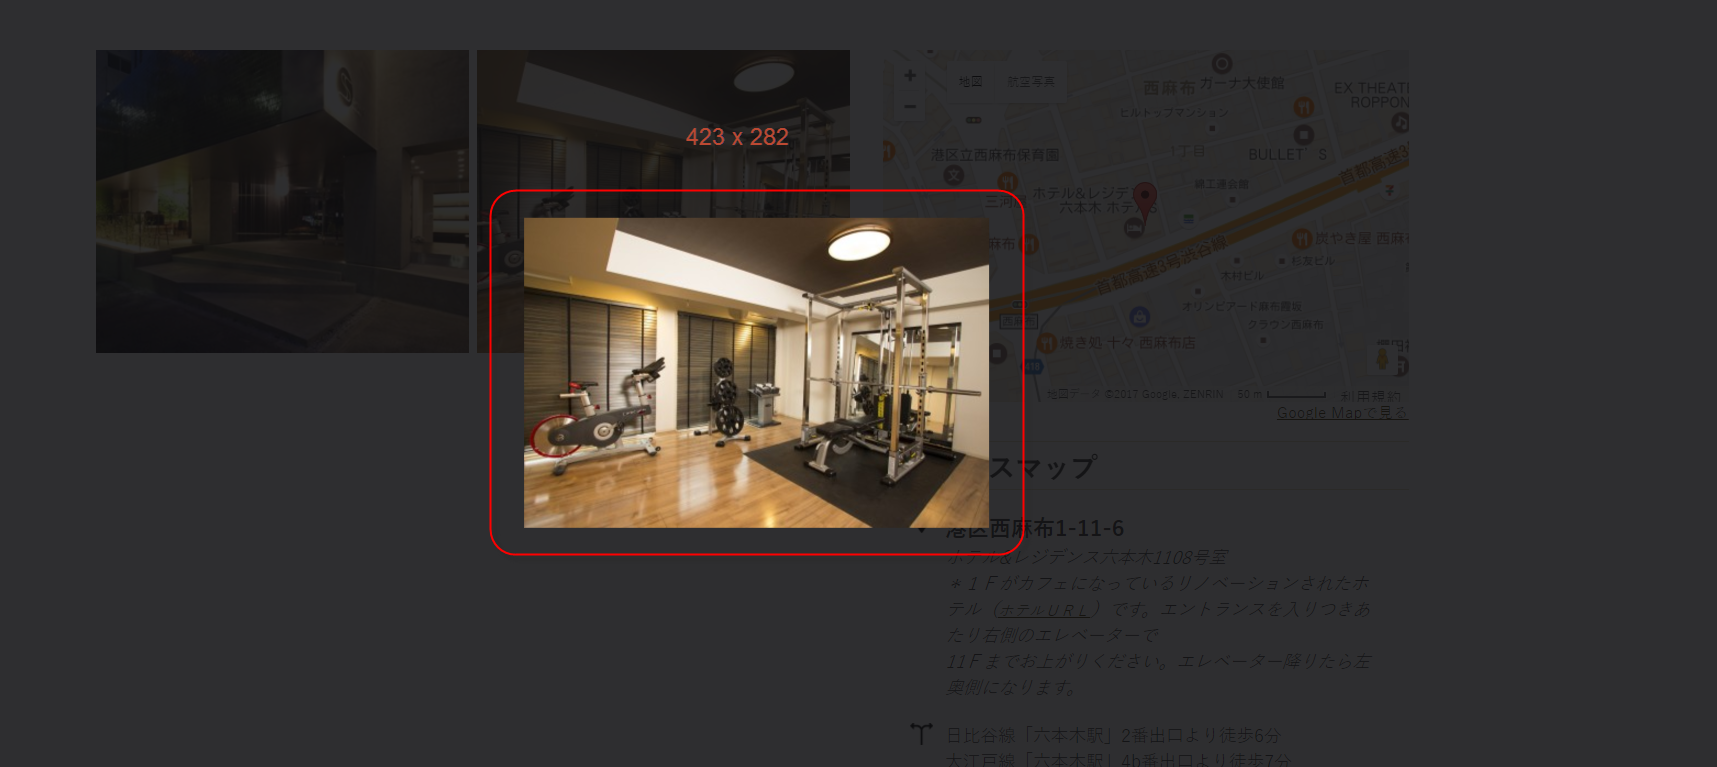 423 x 282
地図 航空写真
西麻布 ガーナ大使館
EX THEAT
ROPPON
ヒルトップマンション
港区立西麻布保育園
1丁目
BULLET'S
首都高速3
ホテル&レジデ
六本木 ホテ
S
三河
麻布
炭やき屋 西麻
首都高速3号渋谷線
杉友ビル
木村ビル
オリンピアード麻布霞坂
クラウン西麻布
西麻布
焼き処 十々 西麻布店
地図データ ©2017 Google, ZENRIN 50 m 利用規約
Google Mapで見る
スマップ
港区西麻布1-11-6
ホテル&レジデンス六本木1108号室
＊１Ｆがカフェになっているリノベーションされたホ
テル（ホテルＵＲＬ）です。エントランスを入りつきあ
たり右側のエレベーターで
11Ｆまでお上がりください。エレベーター降りたら左
奥側になります。
日比谷線「六本木駅」2番出口より徒歩6分
大江戸線「六本木駅」4b番出口より徒歩7分